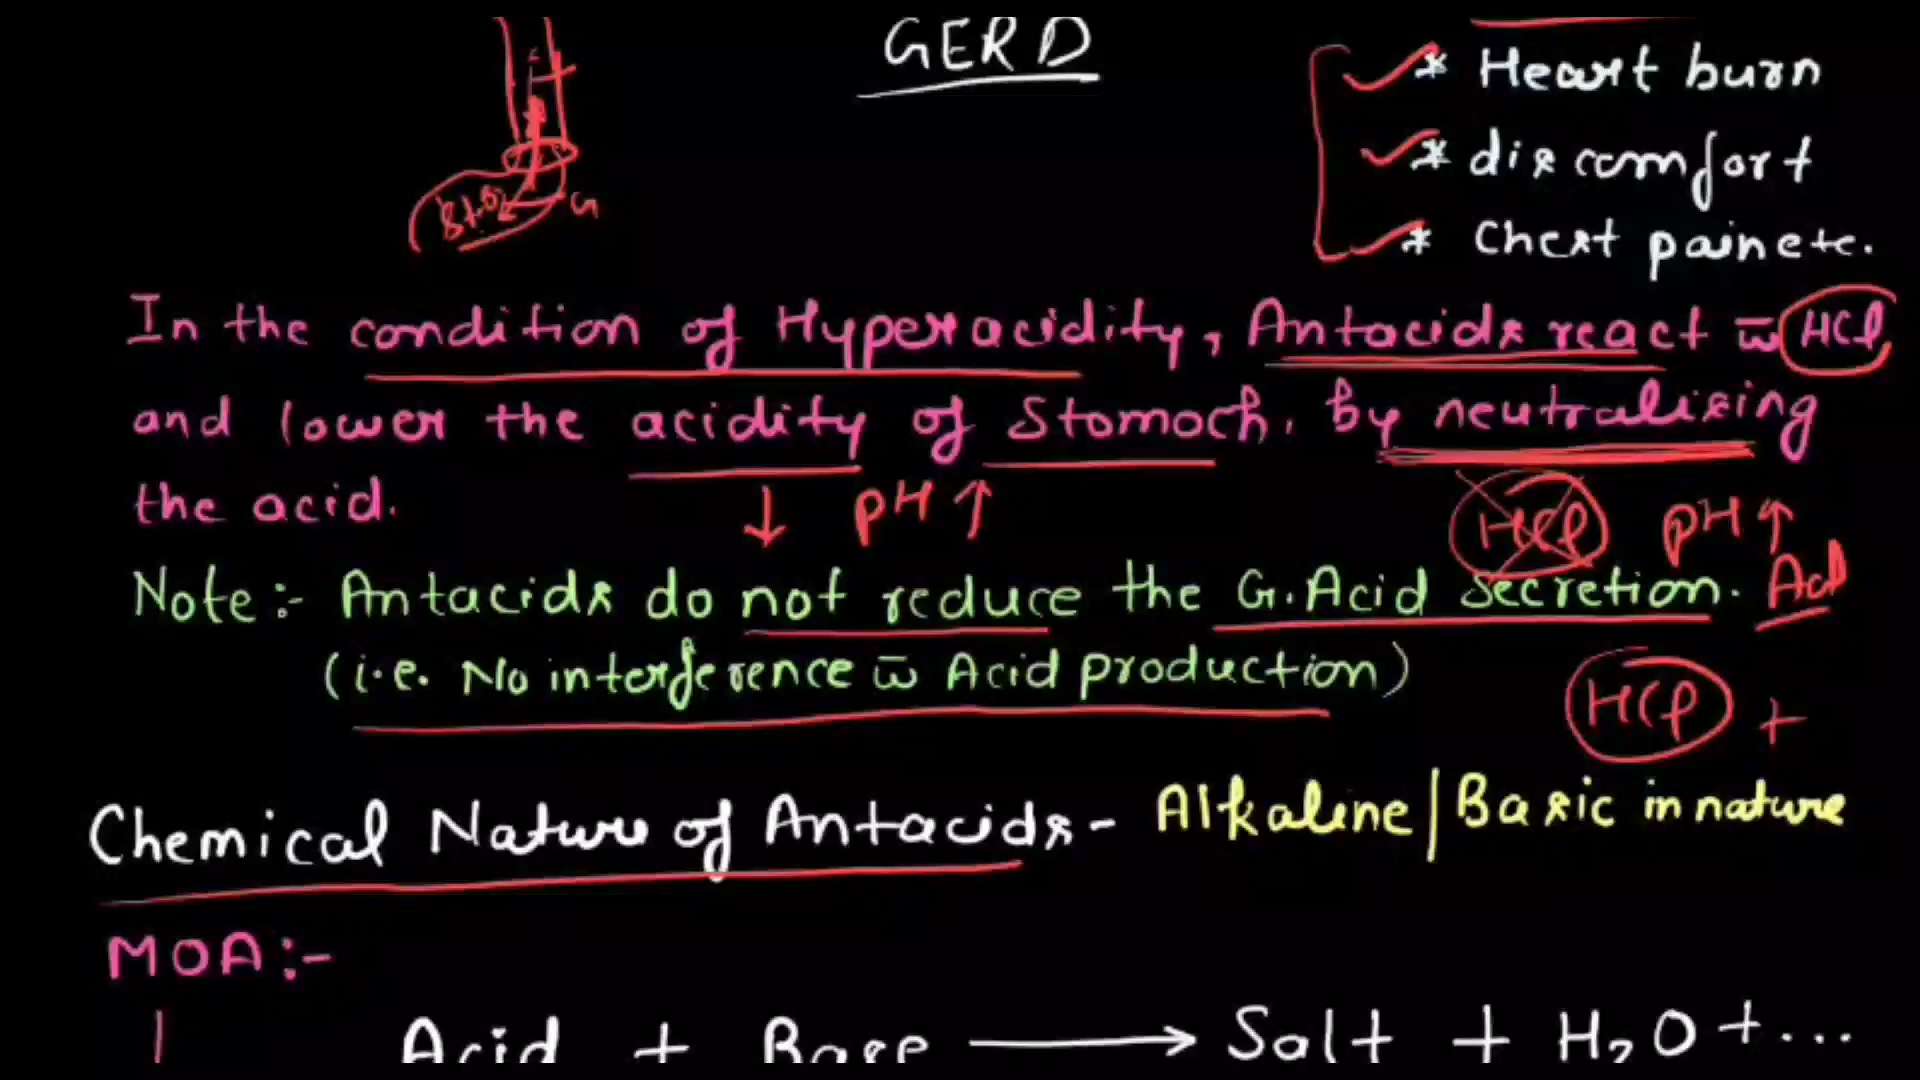 GERD
* Heart burn
* discomfort
* Chest pain etc.
Sto
G
In the condition of Hyperacidity, Antacids react w̅ HCl
and lower the acidity of Stomoch, by neutralising
the acid.
↓ pH ↑
HCl pH ↑
Note:- Antacids do not reduce the G.Acid secretion.
(i.e. No interference w̅ Acid production)
HCl +
Chemical Nature of Antacids- Alkaline/Basic in nature
MOA:-
Acid + Base → Salt + H₂O + ...